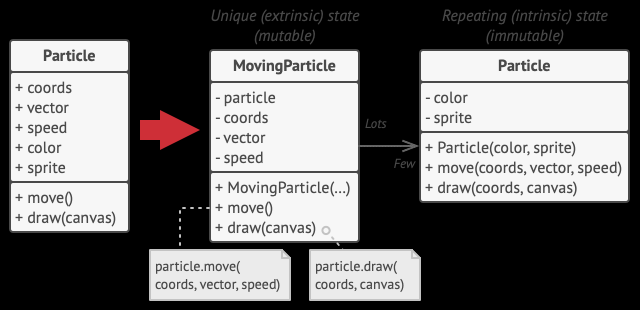 Unique (extrinsic) state
(mutable)
Repeating (intrinsic) state
(immutable)
Particle
+ coords
+ vector
+ speed
+ color
+ sprite
+ move()
+ draw(canvas)
MovingParticle
- particle
- coords
- vector
- speed
+ MovingParticle(...)
+ move()
+ draw(canvas)
particle.move(
coords, vector, speed)
particle.draw(
coords, canvas)
Lots
Few
Particle
- color
- sprite
+ Particle(color, sprite)
+ move(coords, vector, speed)
+ draw(coords, canvas)